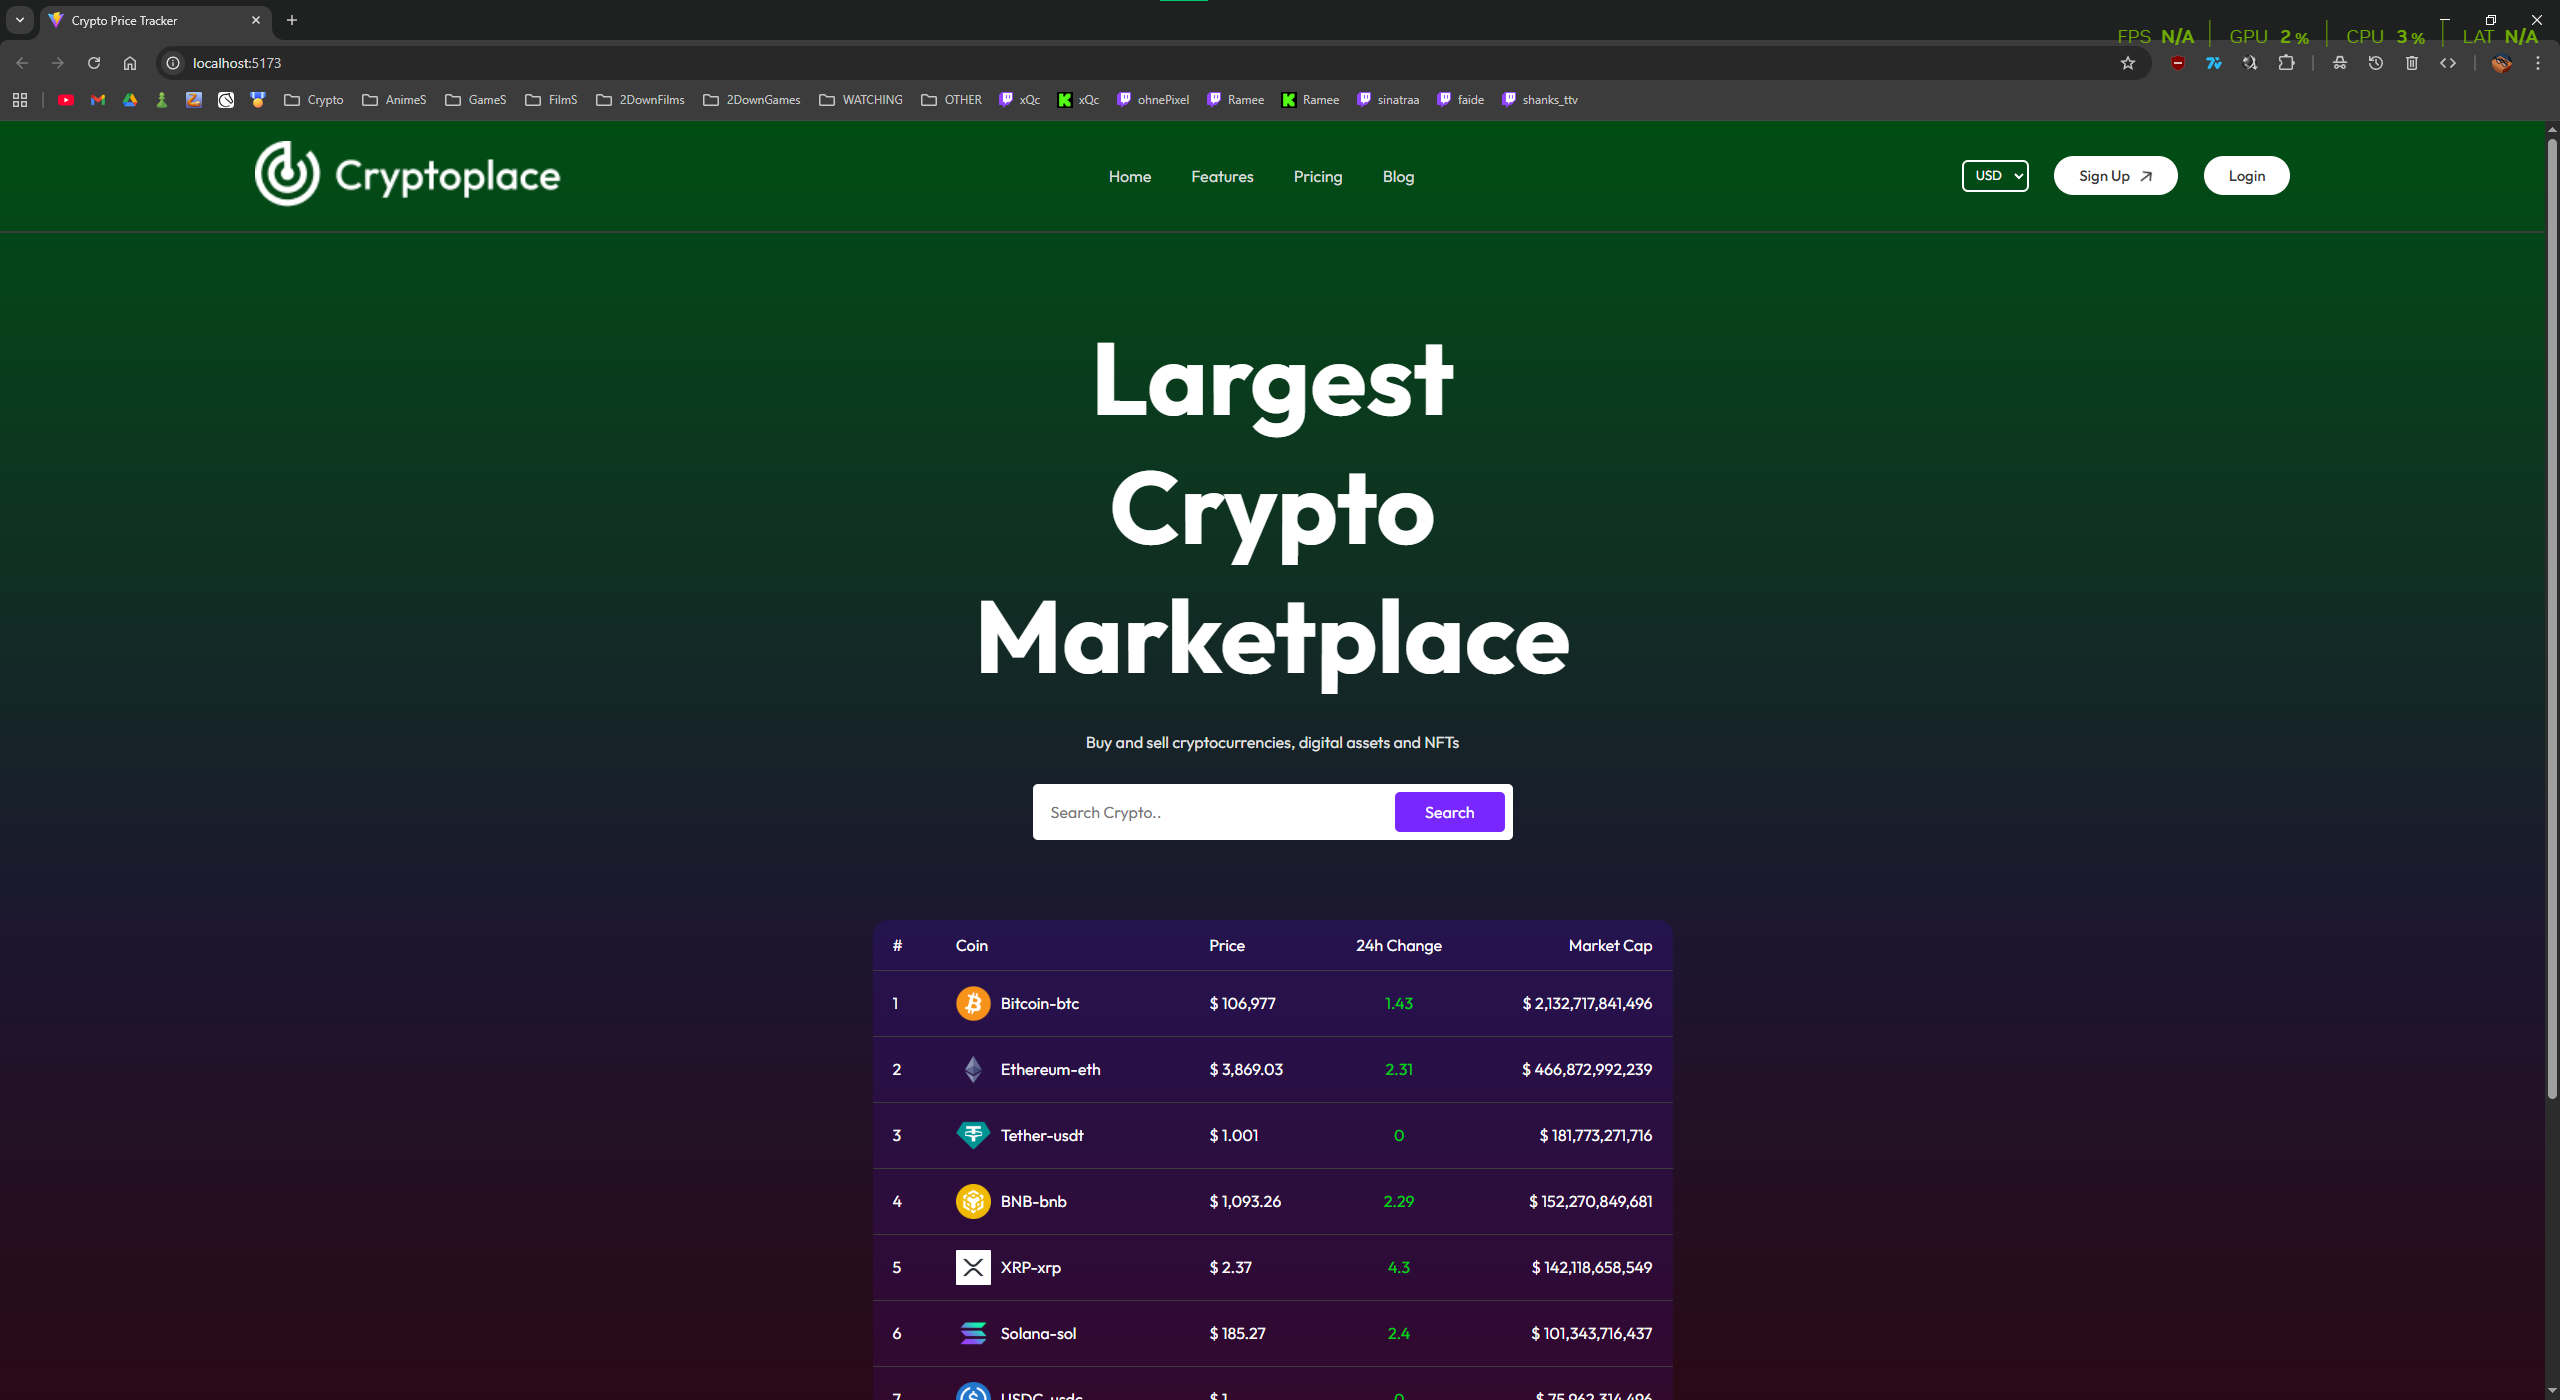 Crypto Price Tracker
FPS N/A GPU 2 % CPU 3 % LAT N/A
localhost:5173
Crypto AnimeS GameS FilmS 2DownFilms 2DownGames WATCHING OTHER xQc xQc ohnePixel Ramee Ramee sinatraa faide shanks_ttv
Cryptoplace Home Features Pricing Blog USD Sign Up Login
Largest
Crypto
Marketplace
Buy and sell cryptocurrencies, digital assets and NFTs
Search Crypto.. Search
# Coin Price 24h Change Market Cap
1 Bitcoin-btc $ 106,977 1.43 $ 2,132,717,841,496
2 Ethereum-eth $ 3,869.03 2.31 $ 466,872,992,239
3 Tether-usdt $ 1.001 0 $ 181,773,271,716
4 BNB-bnb $ 1,093.26 2.29 $ 152,270,849,681
5 XRP-xrp $ 2.37 4.3 $ 142,118,658,549
6 Solana-sol $ 185.27 2.4 $ 101,343,716,437
7 USDC-usdc $ 1 0 $ 75,962,314,496